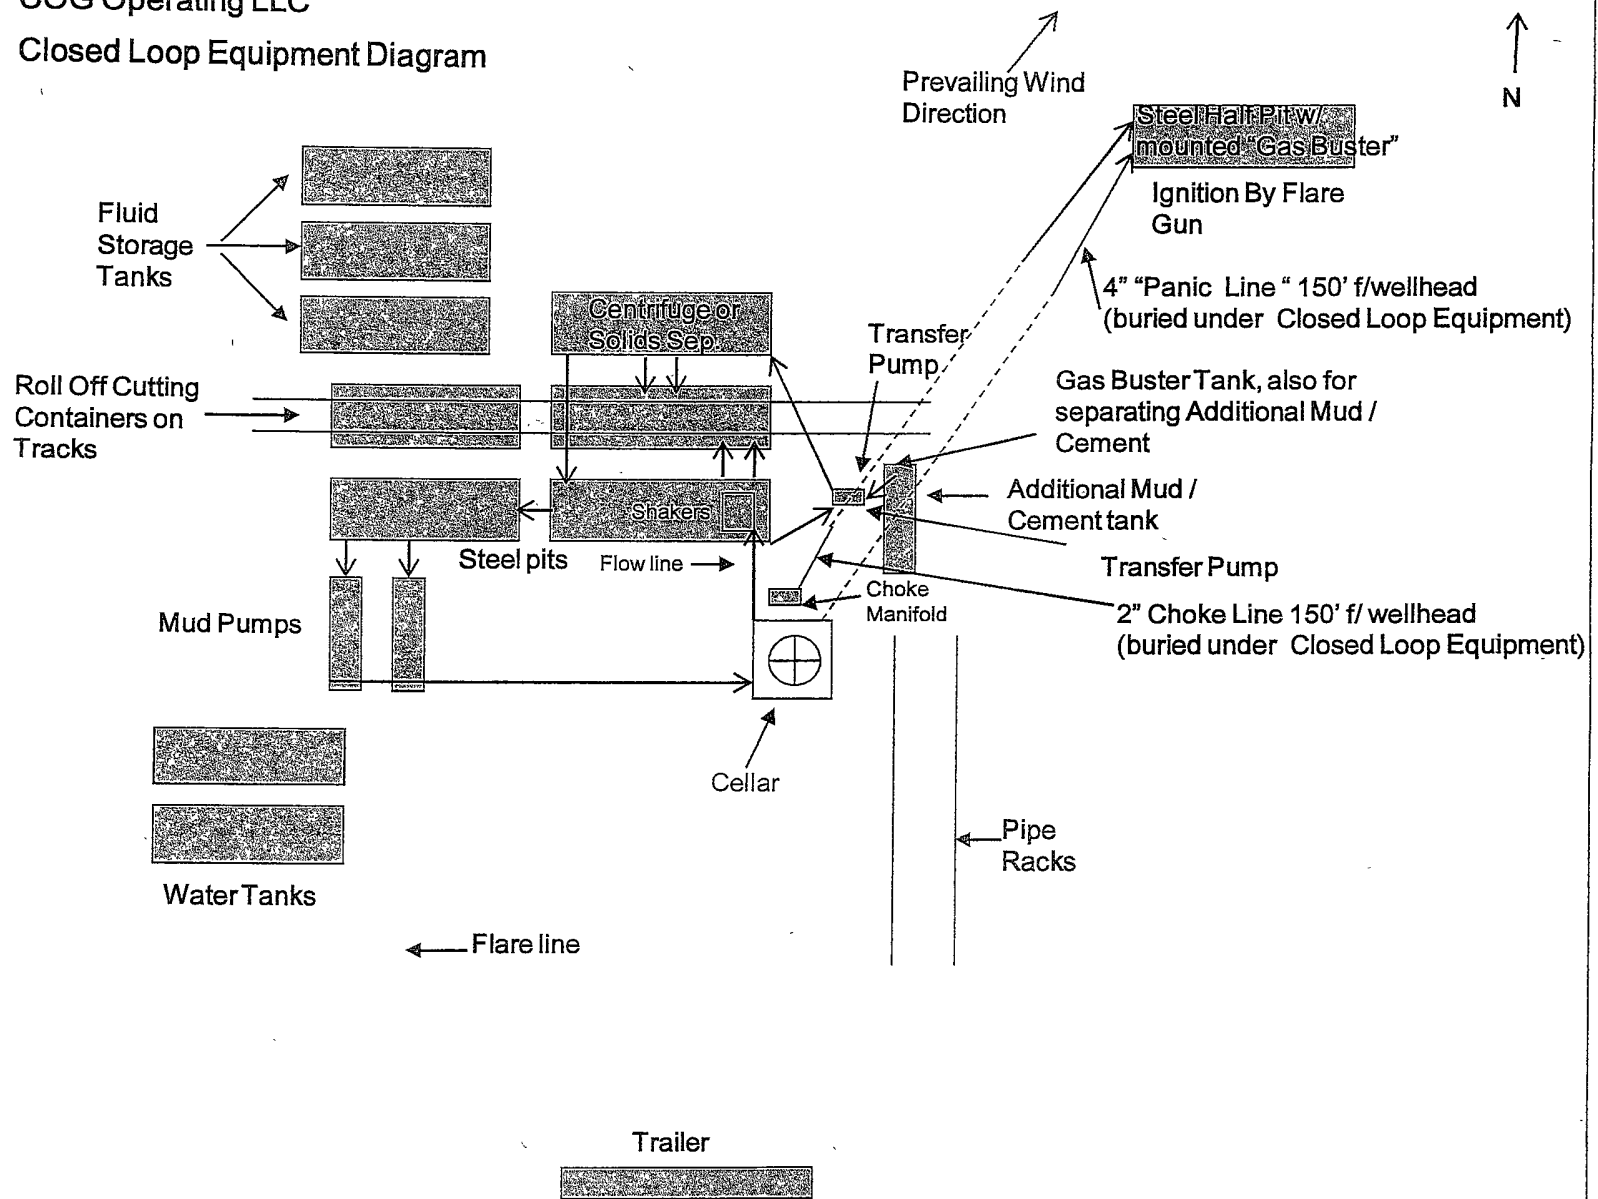 Operating LLC
Closed Loop Equipment Diagram
Prevailing Wind
Direction
N
Steel Half Pit w/
mounted “Gas Buster”
Ignition By Flare
Gun
Fluid
Storage
Tanks
4” “Panic Line “ 150’ f/wellhead
(buried under Closed Loop Equipment)
Centrifuge or
Solids Sep.
Transfer
Pump
Roll Off Cutting
Containers on
Tracks
Gas Buster Tank, also for
separating Additional Mud /
Cement
Additional Mud /
Cement tank
Shakers
Steel pits
Flow line
Transfer Pump
Choke
Manifold
2” Choke Line 150’ f/ wellhead
(buried under Closed Loop Equipment)
Mud Pumps
Cellar
Pipe
Racks
Water Tanks
Flare line
Trailer